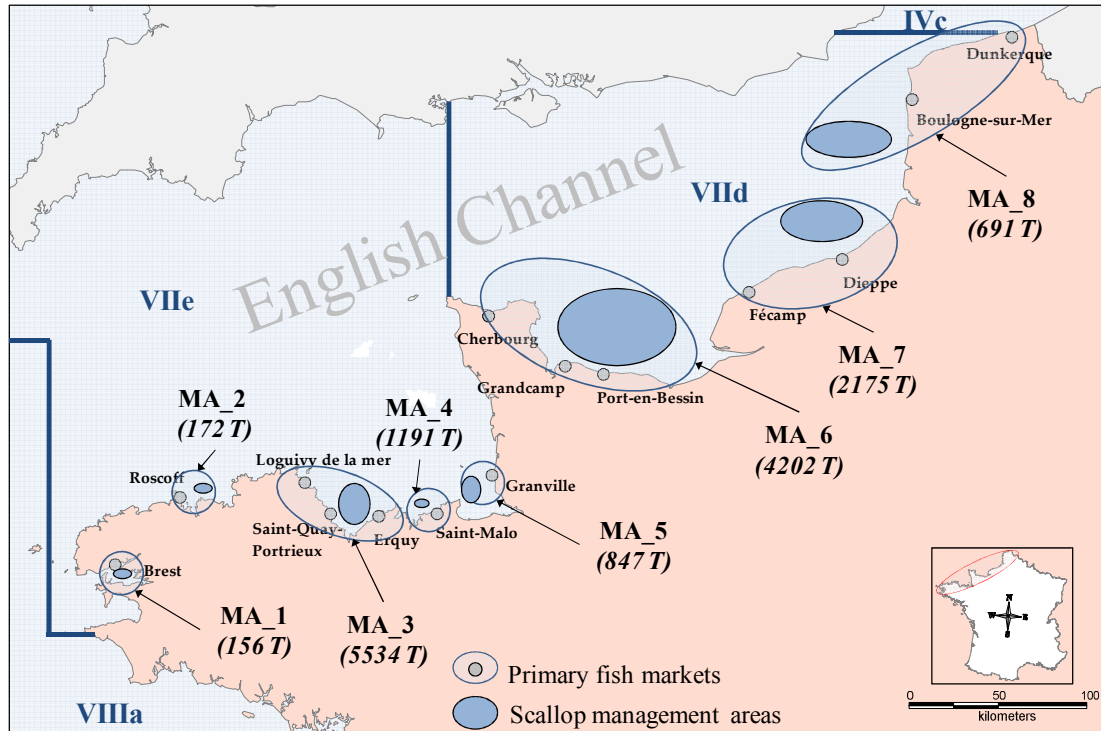 IVc
Dunkerque
Boulogne-sur-Mer
MA_8
(691 T)
English Channel
VIId
Dieppe
Fécamp
MA_7
(2175 T)
VIIe
Cherbourg
Grandcamp
Port-en-Bessin
MA_6
(4202 T)
MA_2
(172 T)
MA_4
(1191 T)
Loguivy de la mer
Roscoff
Granville
Saint-Quay-
Portrieux
Erquy
Saint-Malo
MA_5
(847 T)
Brest
MA_1
(156 T)
MA_3
(5534 T)
N
W
E
S
Primary fish markets
Scallop management areas
VIIIa
0 50 100
kilometers